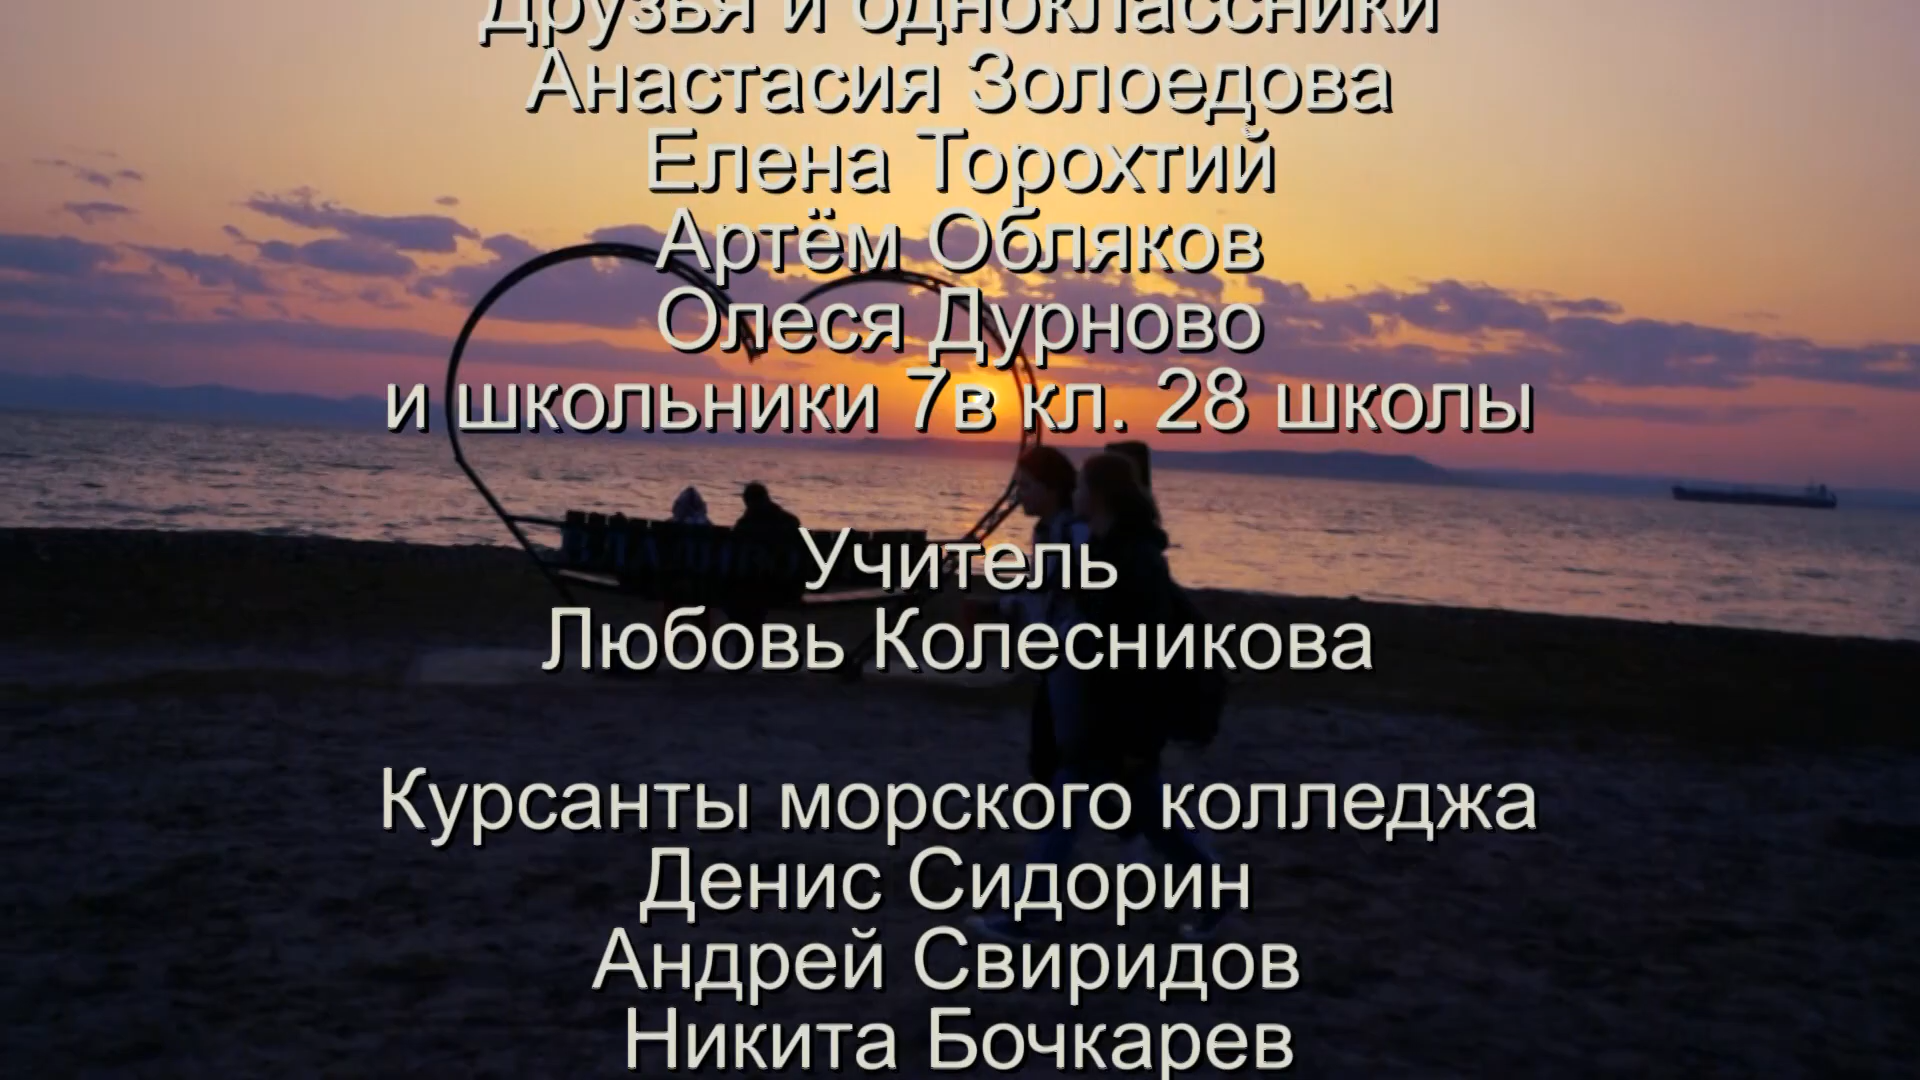 Друзья и одноклассники
Анастасия Золоедова
Елена Торохтий
Артём Обляков
Олеся Дурново
и школьники 7в кл. 28 школы
Учитель
Любовь Колесникова
Курсанты морского колледжа
Денис Сидорин
Андрей Свиридов
Никита Бочкарев